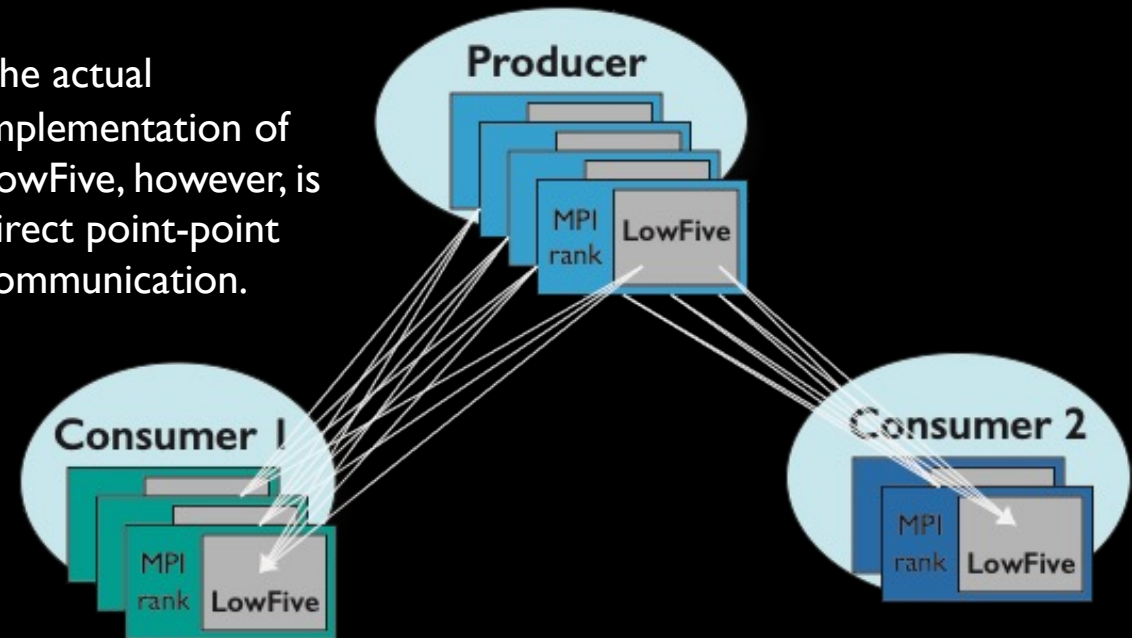 he actual
mplementation of
owFive, however, is
irect point-point
ommunication.
Producer
MPI
rank
LowFive
Consumer 1
MPI
rank
LowFive
Consumer 2
MPI
rank
LowFive